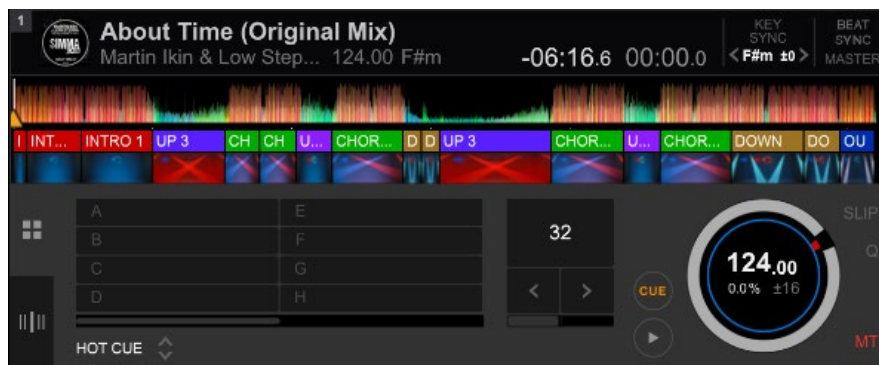 1
SIMMA
About Time (Original Mix)
Martin Ikin & Low Step... 124.00 F#m
-06:16.6 00:00.0
KEY SYNC
< F#m ±0 >
BEAT SYNC
MASTER
I INT... INTRO 1 UP 3 CH CH U... CHOR... D D UP 3 CHOR... U... CHOR... DOWN DO OU
A E
B F
C G
D H
HOT CUE
32
< >
CUE
124.00
0.0% ±16
SLIP
Q
MT